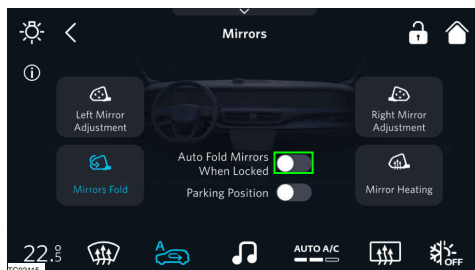 Mirrors
Left Mirror
Adjustment
Right Mirror
Adjustment
Auto Fold Mirrors
When Locked
Mirrors Fold
Parking Position
Mirror Heating
22.5°
A
AUTO A/C
OFF
TC02115